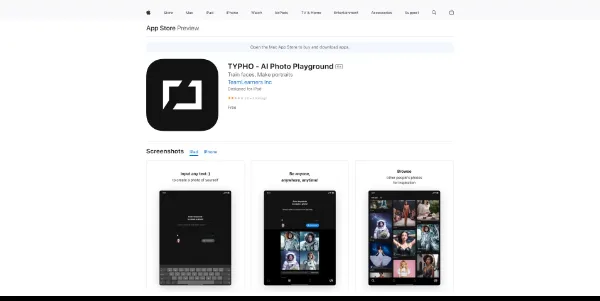 Store Mac iPad iPhone Watch AirPods TV & Home Entertainment Accessories Support
App Store Preview
Open the Mac App Store to buy and download apps.
TYPHO - AI Photo Playground
Train faces, Make portraits
TeamLearners Inc
Designed for iPad
Free
Screenshots iPad iPhone
Input any text :)
to create a photo of yourself
Be anyone,
anywhere, anytime!
Browse
other people's photos
for inspiration